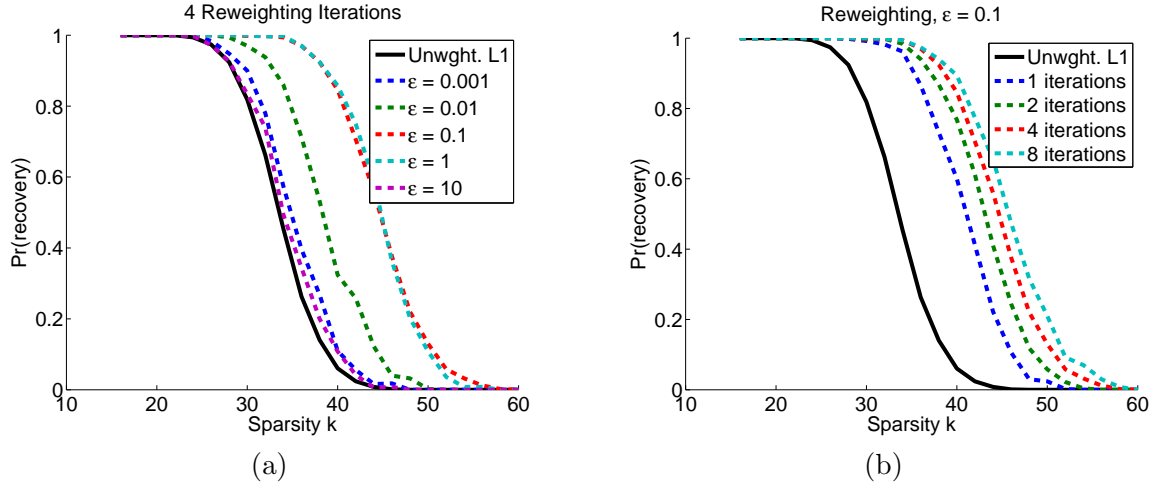 4 Reweighting Iterations
Pr(recovery)
1
0.8
0.6
0.4
0.2
0
10 20 30 40 50 60
Sparsity k
Unwght. L1
ε = 0.001
ε = 0.01
ε = 0.1
ε = 1
ε = 10
(a)
Reweighting, ε = 0.1
Pr(recovery)
1
0.8
0.6
0.4
0.2
0
10 20 30 40 50 60
Sparsity k
Unwght. L1
1 iterations
2 iterations
4 iterations
8 iterations
(b)